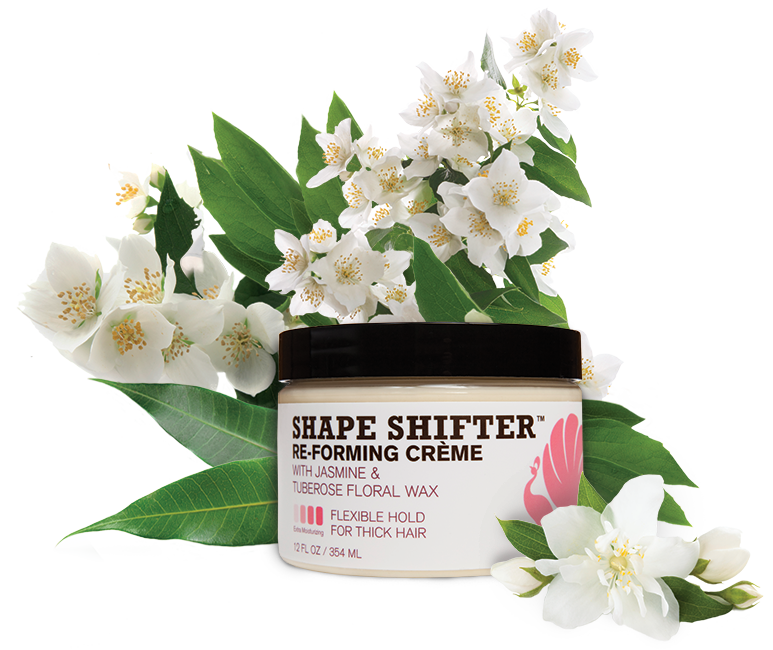 SHAPE SHIFTER™
RE-FORMING CRÈME
WITH JASMINE &
TUBEROSE FLORAL WAX
FLEXIBLE HOLD
Extra Moisturizing
FOR THICK HAIR
12 FL OZ / 354 ML